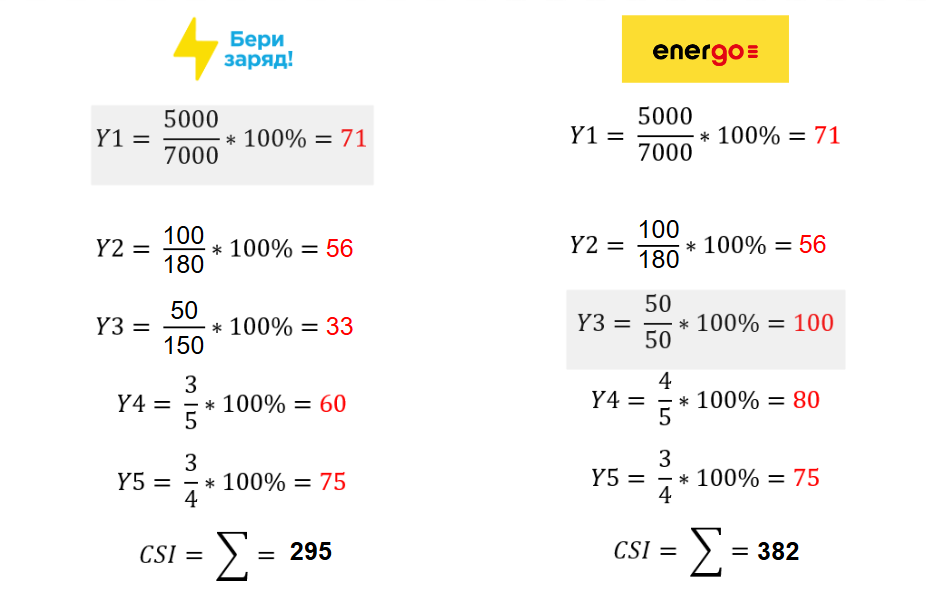 Бери
заряд!
Y1 = 5000/7000 * 100% = 71
Y2 = 100/180 * 100% = 56
Y3 = 50/150 * 100% = 33
Y4 = 3/5 * 100% = 60
Y5 = 3/4 * 100% = 75
CSI = ∑ = 295
energo
Y1 = 5000/7000 * 100% = 71
Y2 = 100/180 * 100% = 56
Y3 = 50/50 * 100% = 100
Y4 = 4/5 * 100% = 80
Y5 = 3/4 * 100% = 75
CSI = ∑ = 382